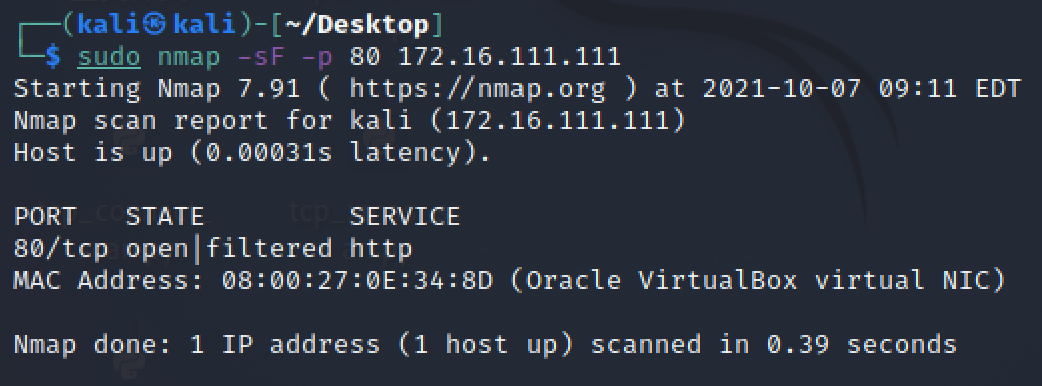 ┌──(kali㉿kali)-[~/Desktop]
└─$ sudo nmap -sF -p 80 172.16.111.111
Starting Nmap 7.91 ( https://nmap.org ) at 2021-10-07 09:11 EDT
Nmap scan report for kali (172.16.111.111)
Host is up (0.00031s latency).
PORT   STATE         SERVICE
80/tcp open|filtered http
MAC Address: 08:00:27:0E:34:8D (Oracle VirtualBox virtual NIC)
Nmap done: 1 IP address (1 host up) scanned in 0.39 seconds